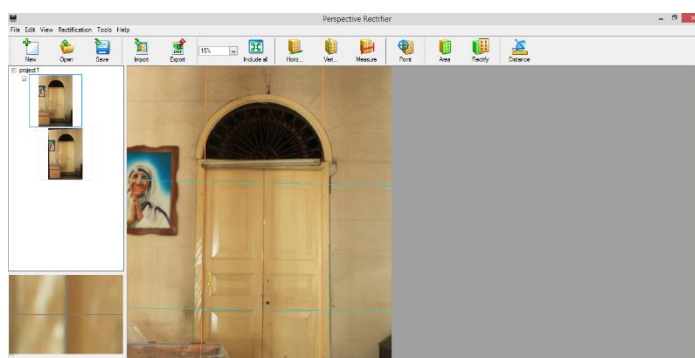 Perspective Rectifier
File Edit View Rectification Tools Help
New Open Save Import Export 15% Include all Horiz... Vert... Measure Point Area Rectify Distance
project1